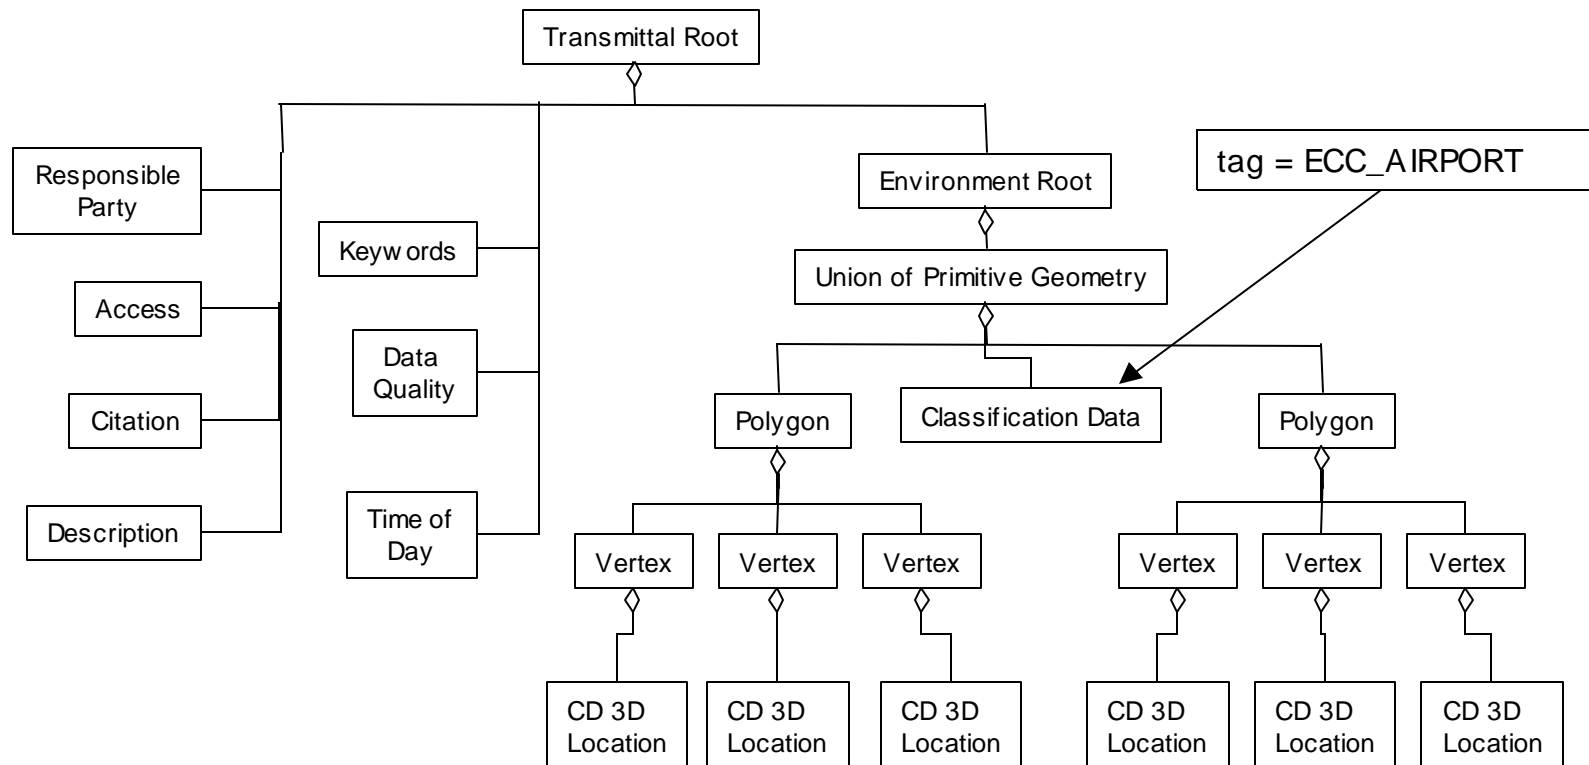 Transmittal Root
Responsible
Party
Environment Root
tag = ECC_AIRPORT
Keywords
Union of Primitive Geometry
Access
Data
Quality
Citation
Polygon
Classification Data
Polygon
Description
Time of
Day
Vertex
Vertex
Vertex
Vertex
Vertex
Vertex
CD 3D
Location
CD 3D
Location
CD 3D
Location
CD 3D
Location
CD 3D
Location
CD 3D
Location